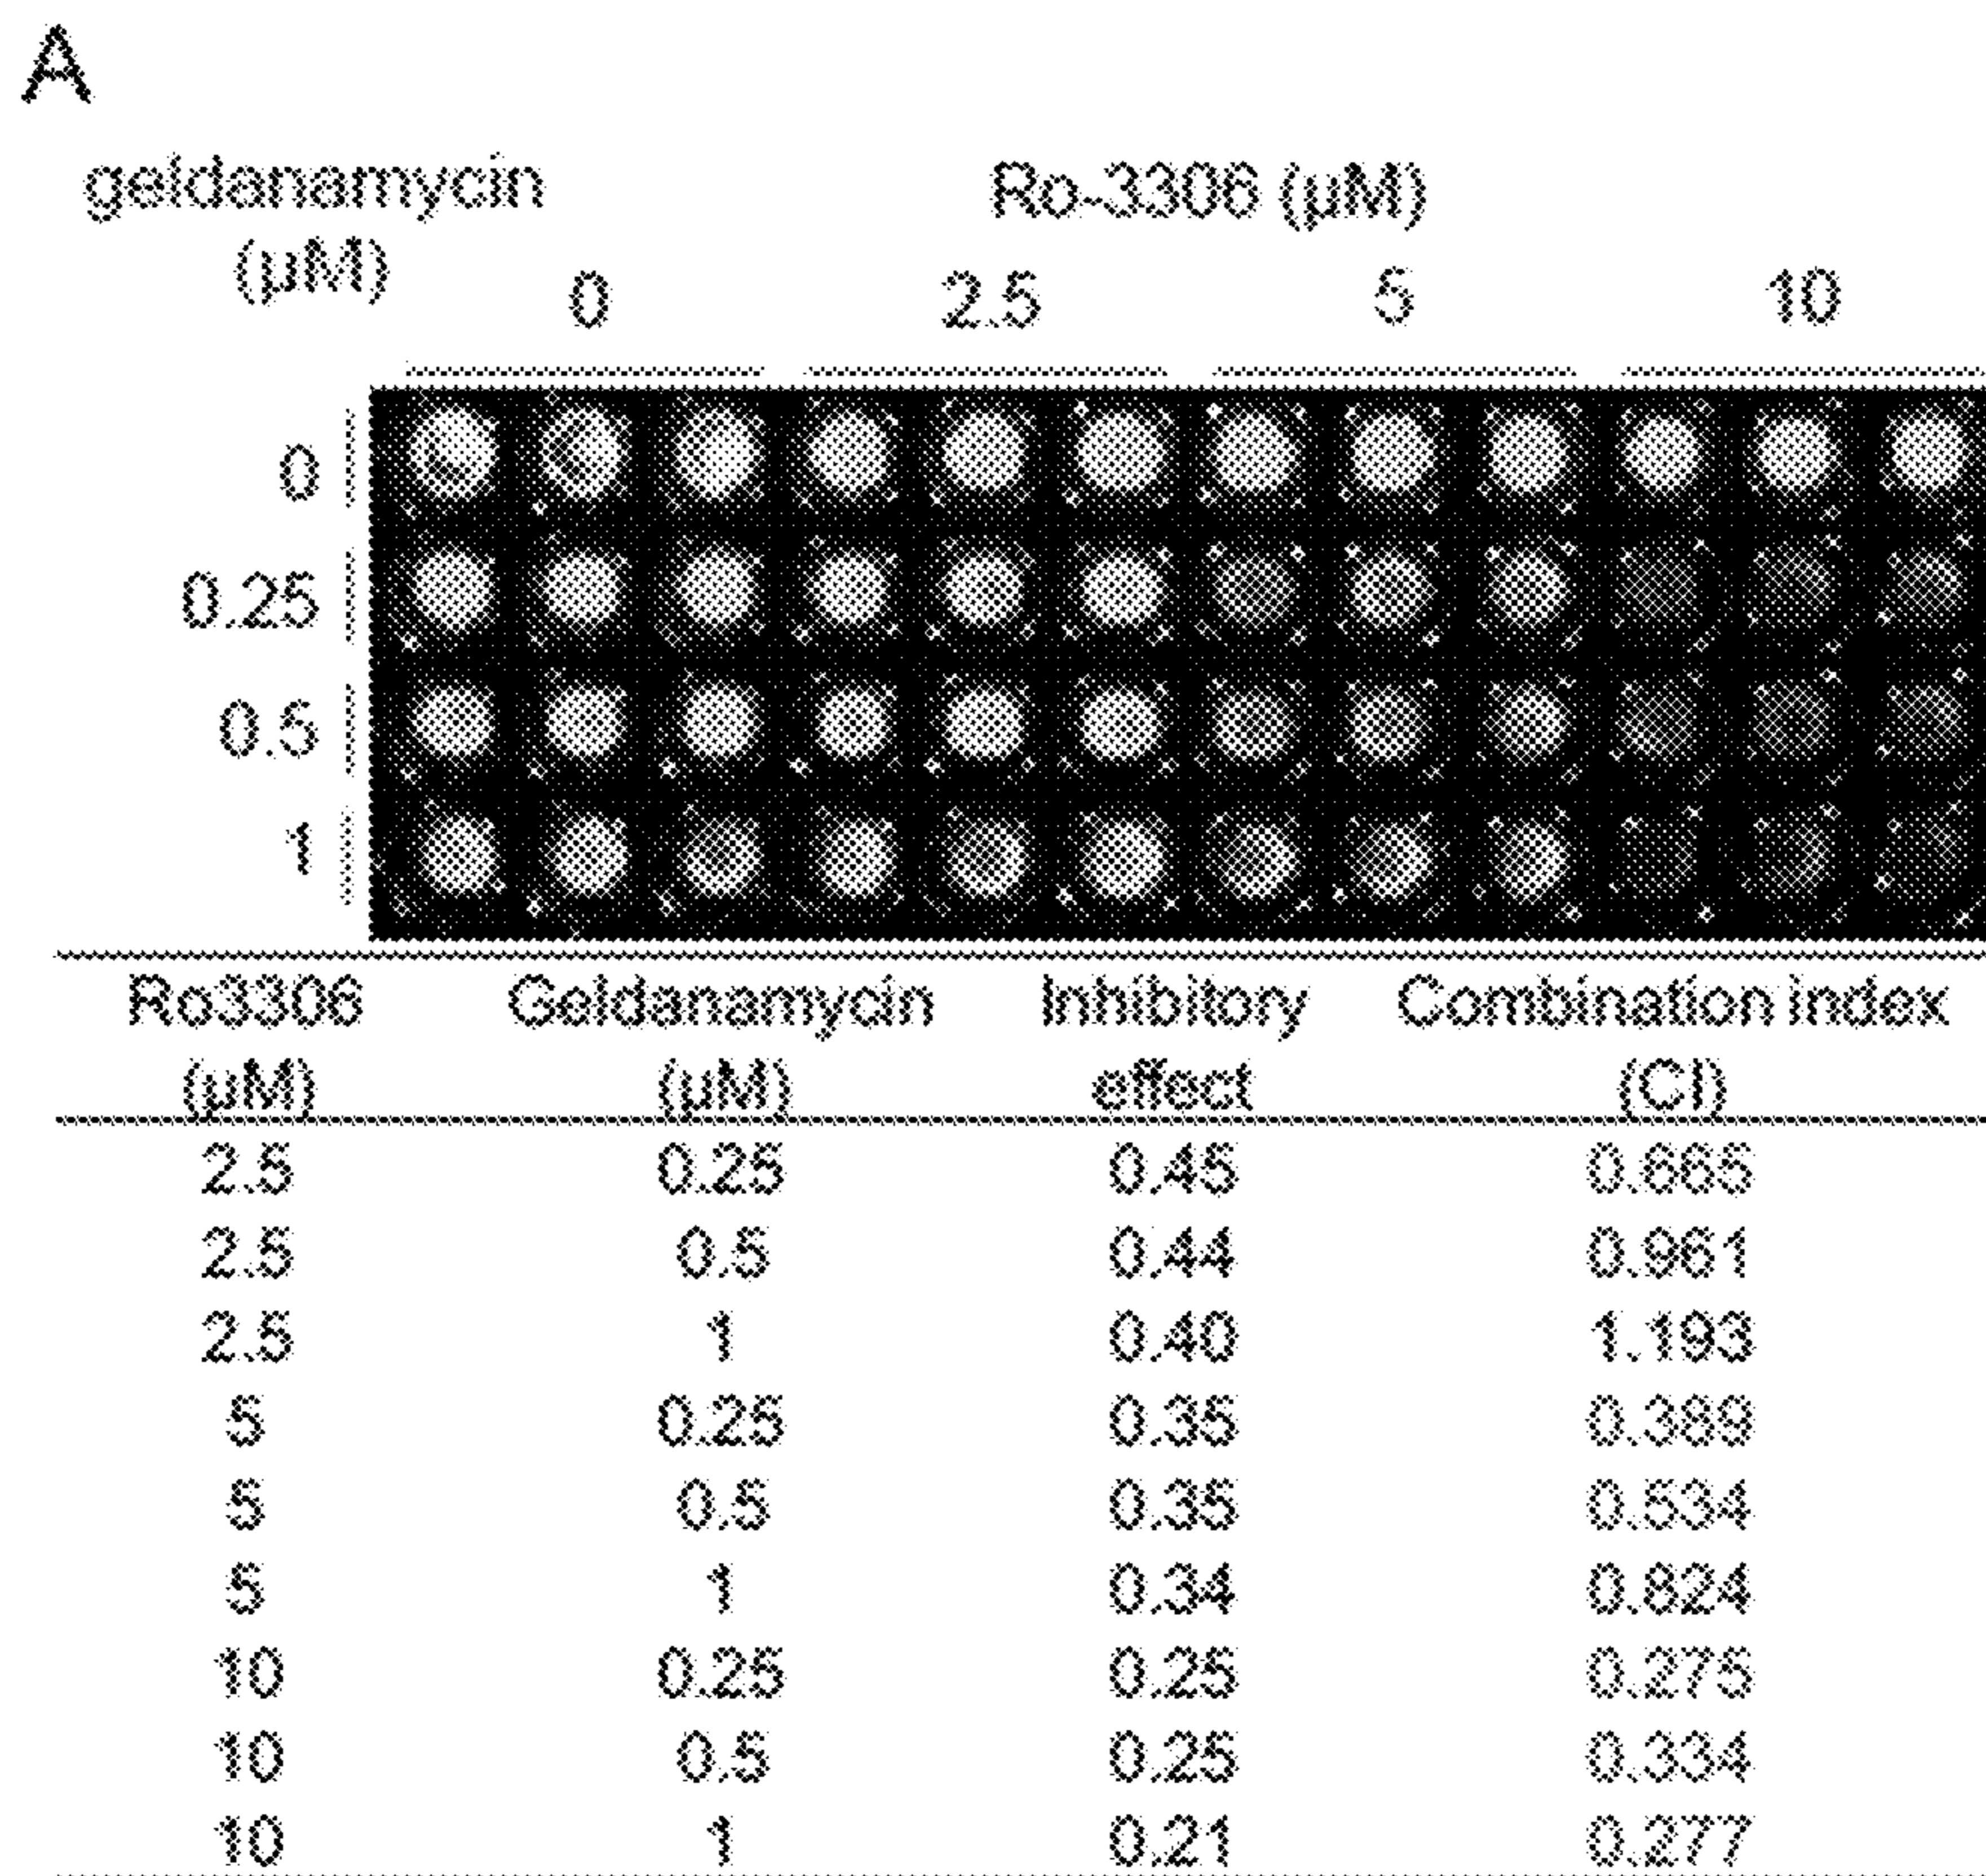 A
geldanamycin
(µM)
Ro-3306 (µM)
0 2.5 5 10
0
0.25
0.5
1
Ro3306 Geldanamycin Inhibitory Combination index
(µM) (µM) effect (CI)
2.5 0.25 0.45 0.665
2.5 0.5 0.44 0.961
2.5 1 0.40 1.193
5 0.25 0.35 0.389
5 0.5 0.35 0.534
5 1 0.34 0.824
10 0.25 0.25 0.275
10 0.5 0.25 0.334
10 1 0.21 0.277